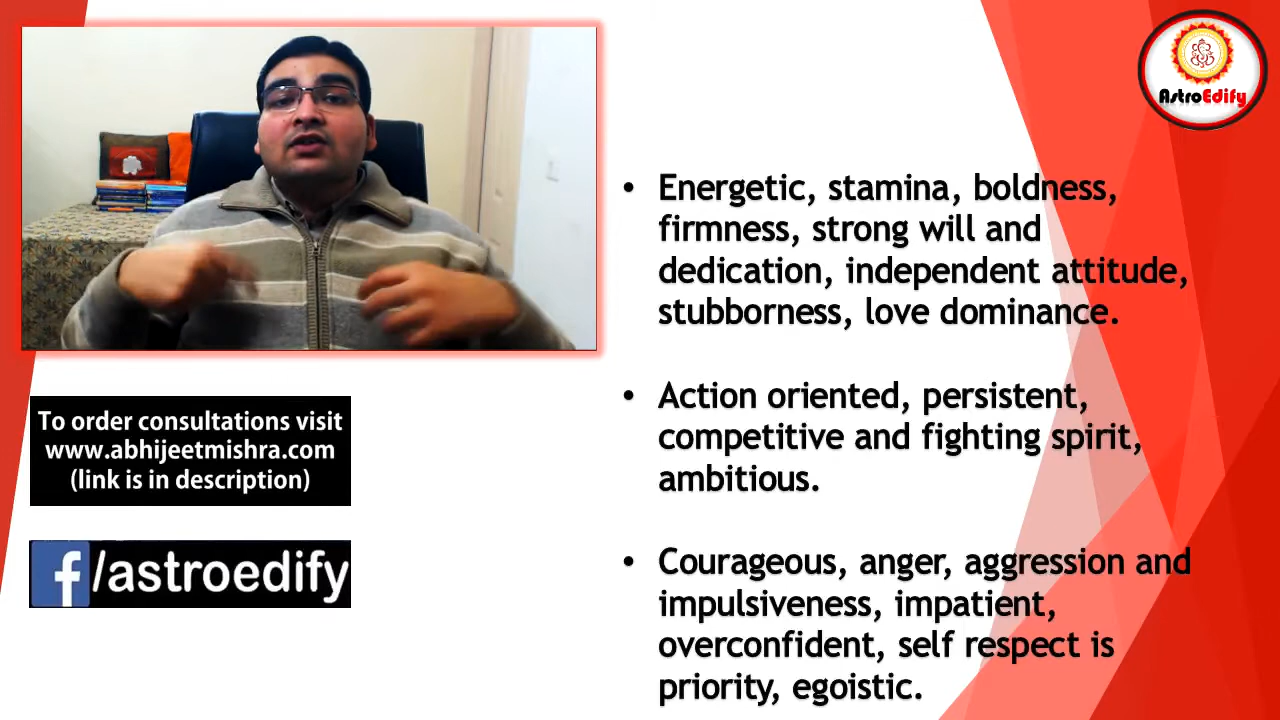 AstroEdify
• Energetic, stamina, boldness,
firmness, strong will and
dedication, independent attitude,
stubborness, love dominance.
• Action oriented, persistent,
competitive and fighting spirit,
ambitious.
• Courageous, anger, aggression and
impulsiveness, impatient,
overconfident, self respect is
priority, egoistic.
To order consultations visit
www.abhijeetmishra.com
(link is in description)
f/astroedify